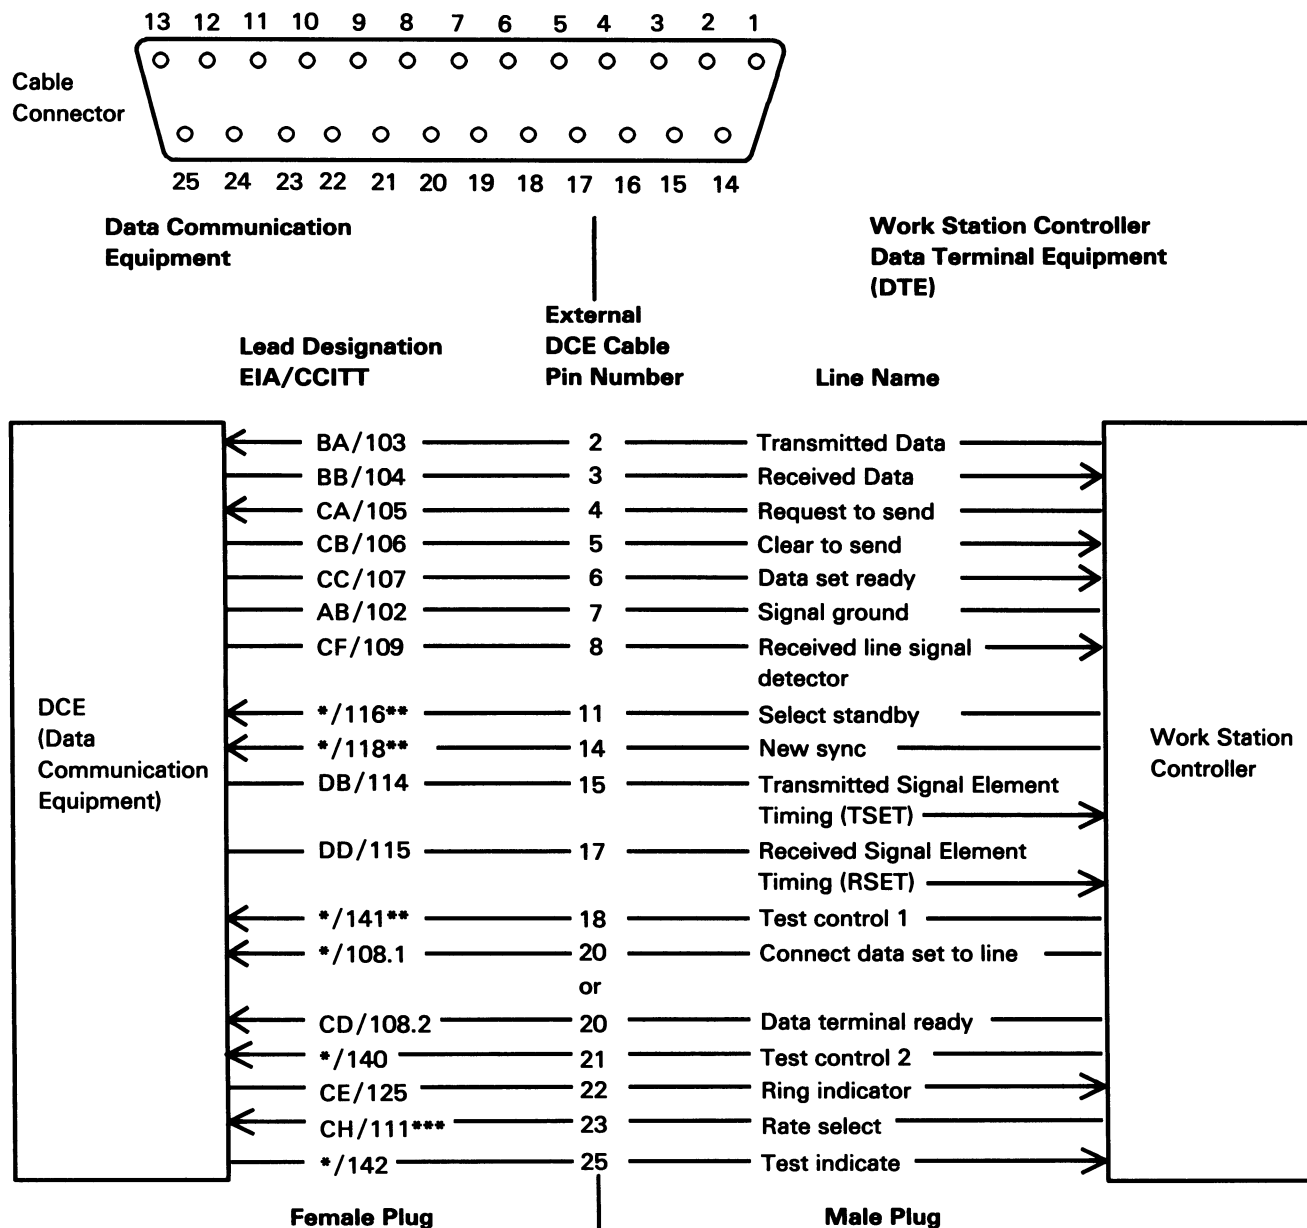 13 12 11 10 9 8 7 6 5 4 3 2 1
Cable
Connector
25 24 23 22 21 20 19 18 17 16 15 14
Data Communication
Equipment
Work Station Controller
Data Terminal Equipment
(DTE)
Lead Designation
EIA/CCITT
External
DCE Cable
Pin Number
Line Name
DCE
(Data
Communication
Equipment)
BA/103 2 Transmitted Data
BB/104 3 Received Data
CA/105 4 Request to send
CB/106 5 Clear to send
CC/107 6 Data set ready
AB/102 7 Signal ground
CF/109 8 Received line signal
detector
*/116** 11 Select standby
*/118** 14 New sync
DB/114 15 Transmitted Signal Element
Timing (TSET)
DD/115 17 Received Signal Element
Timing (RSET)
*/141** 18 Test control 1
*/108.1 20 Connect data set to line
or
CD/108.2 20 Data terminal ready
*/140 21 Test control 2
CE/125 22 Ring indicator
CH/111*** 23 Rate select
*/142 25 Test indicate
Work Station
Controller
Female Plug
Male Plug